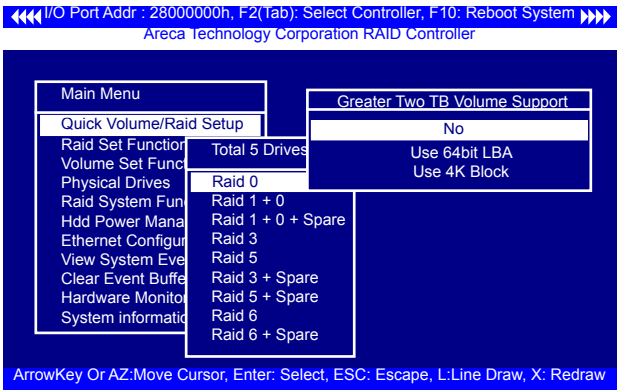 I/O Port Addr : 28000000h, F2(Tab): Select Controller, F10: Reboot System
Areca Technology Corporation RAID Controller
Main Menu
Quick Volume/Raid Setup
Raid Set Function
Volume Set Funct
Physical Drives
Raid System Fun
Hdd Power Mana
Ethernet Configur
View System Eve
Clear Event Buffe
Hardware Monito
System informatio
Total 5 Drives
Raid 0
Raid 1 + 0
Raid 1 + 0 + Spare
Raid 3
Raid 5
Raid 3 + Spare
Raid 5 + Spare
Raid 6
Raid 6 + Spare
Greater Two TB Volume Support
No
Use 64bit LBA
Use 4K Block
ArrowKey Or AZ:Move Cursor, Enter: Select, ESC: Escape, L:Line Draw, X: Redraw